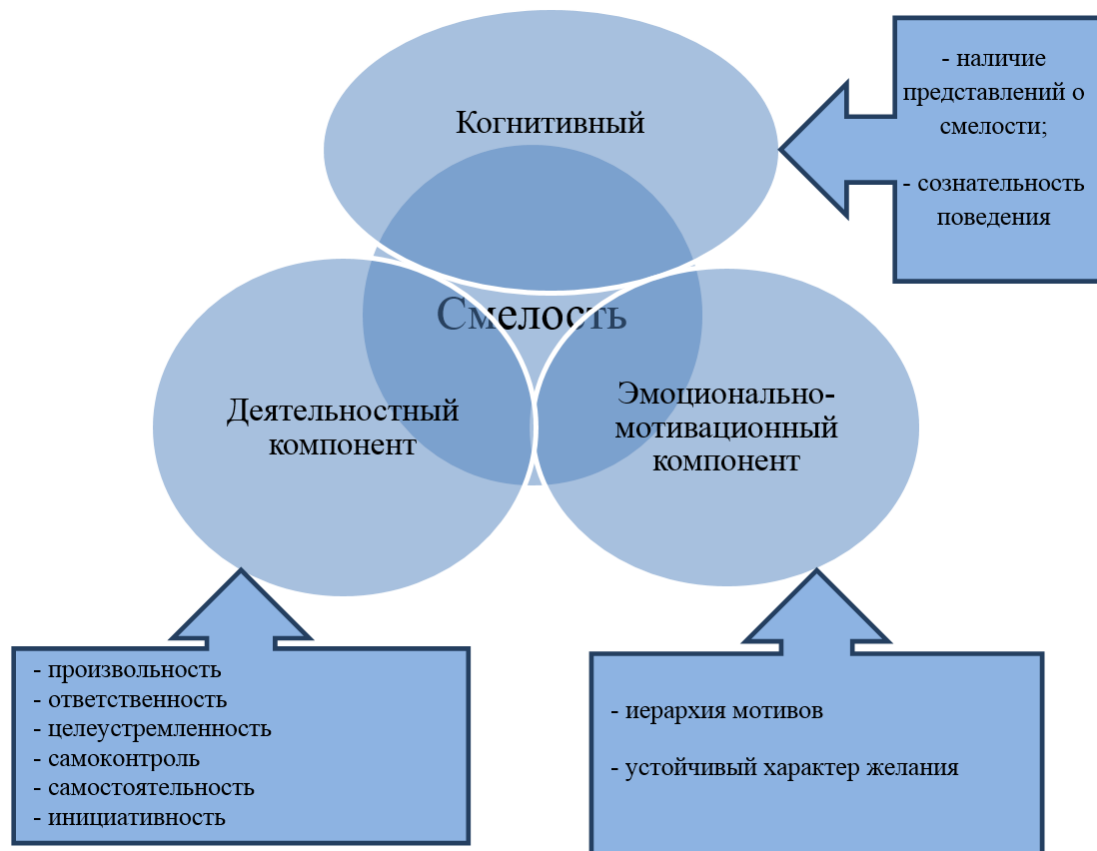 Когнитивный
- наличие
представлений о
смелости;
- сознательность
поведения
Смелость
Деятельностный
компонент
Эмоционально-
мотивационный
компонент
- произвольность
- ответственность
- целеустремленность
- самоконтроль
- самостоятельность
- инициативность
- иерархия мотивов
- устойчивый характер желания